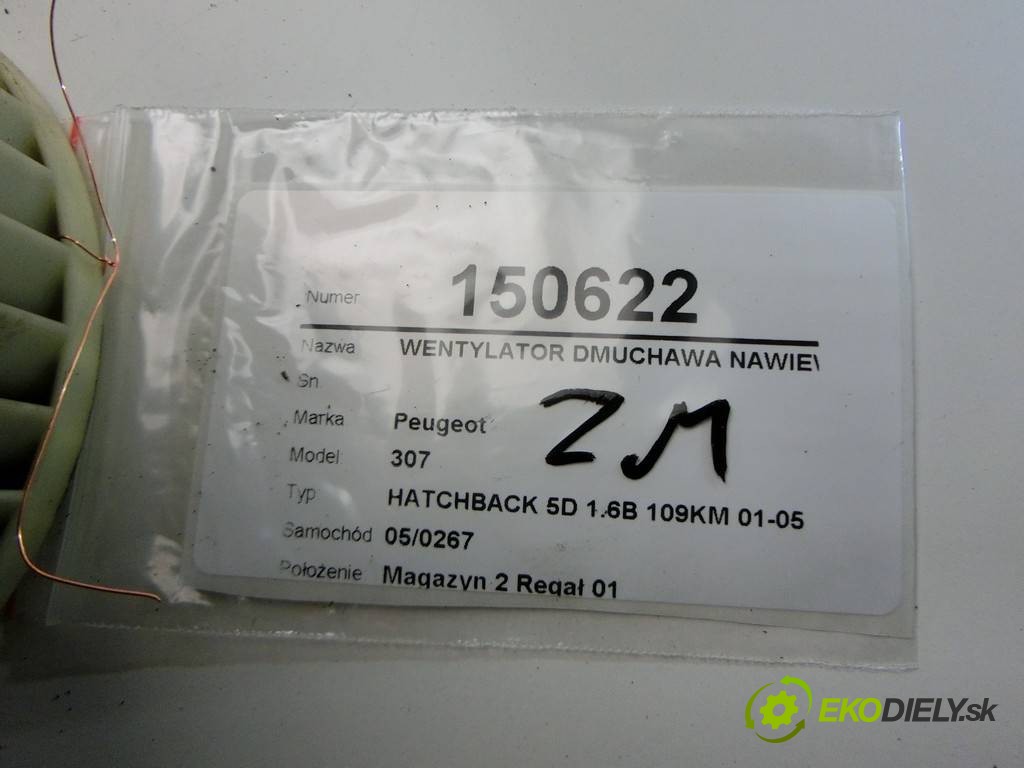 Numer 150622
Nazwa WENTYLATOR DMUCHAWA NAWIEW
Sn
Marka Peugeot
Model 307
Typ HATCHBACK 5D 1.6B 109KM 01-05
Samochód 05/0267
Położenie Magazyn 2 Regał 01
ZM
EKODIELY.sk